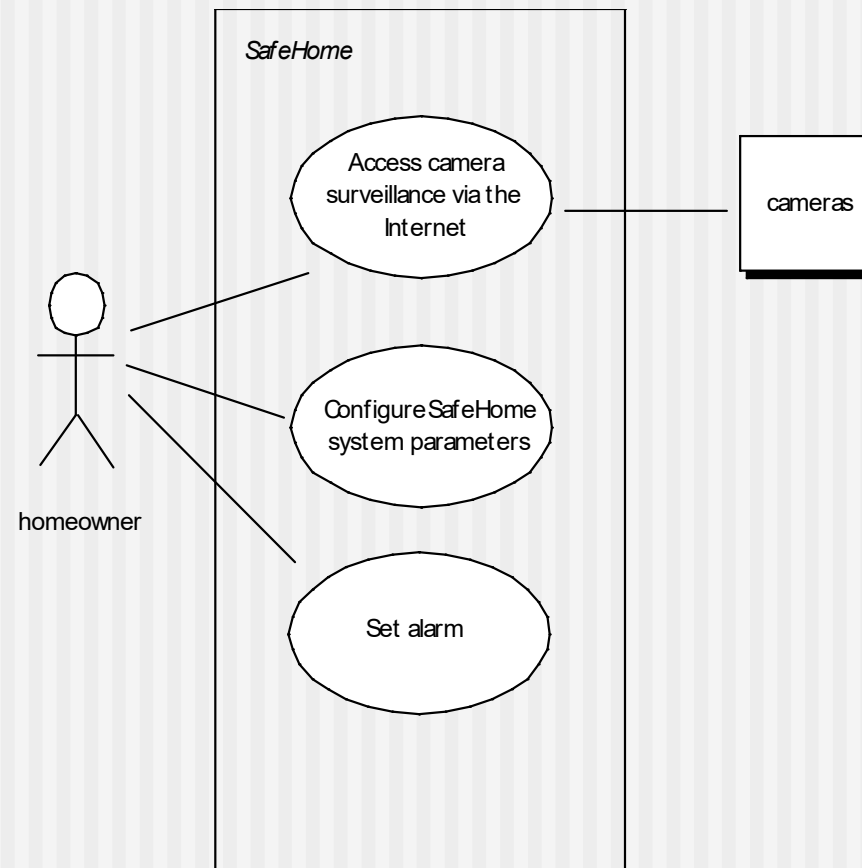 SafeHome
Access camera
surveillance via the
Internet
cameras
Configure SafeHome
system parameters
homeowner
Set alarm